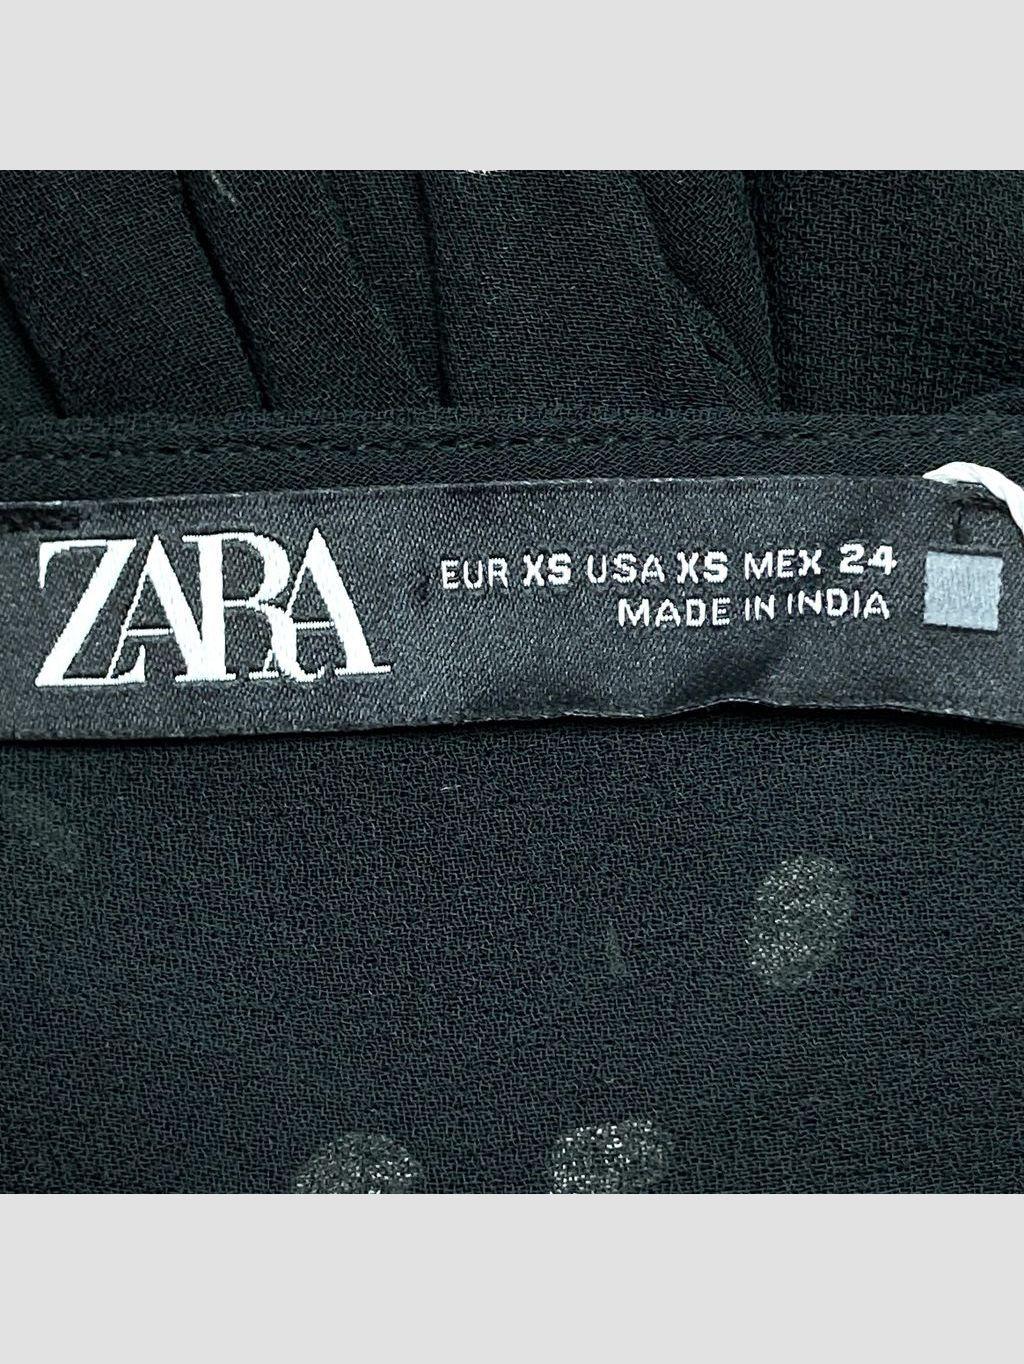 ZARA
EUR XS USA XS MEX 24
MADE IN INDIA